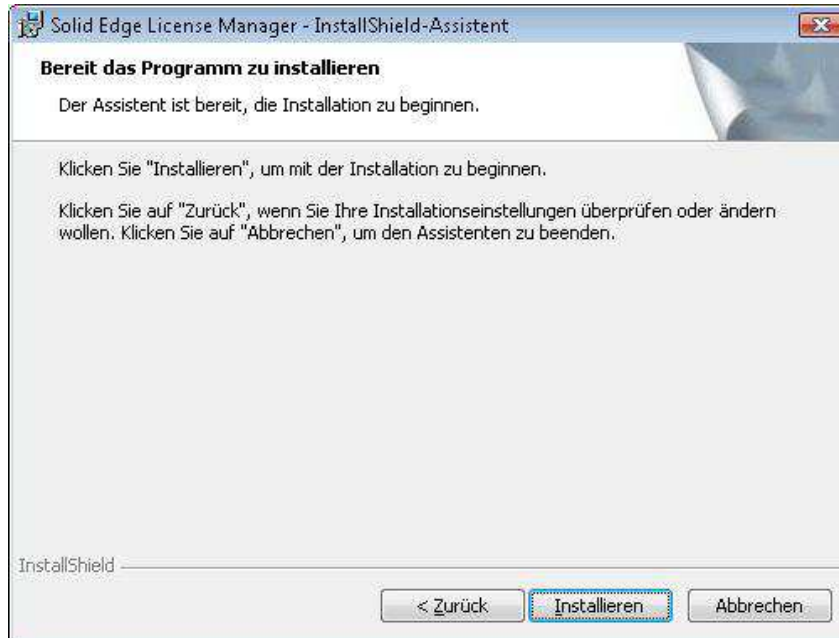 Solid Edge License Manager - InstallShield-Assistent
Bereit das Programm zu installieren
Der Assistent ist bereit, die Installation zu beginnen.
Klicken Sie "Installieren", um mit der Installation zu beginnen.
Klicken Sie auf "Zurück", wenn Sie Ihre Installationseinstellungen überprüfen oder ändern
wollen. Klicken Sie auf "Abbrechen", um den Assistenten zu beenden.
InstallShield
< Zurück
Installieren
Abbrechen